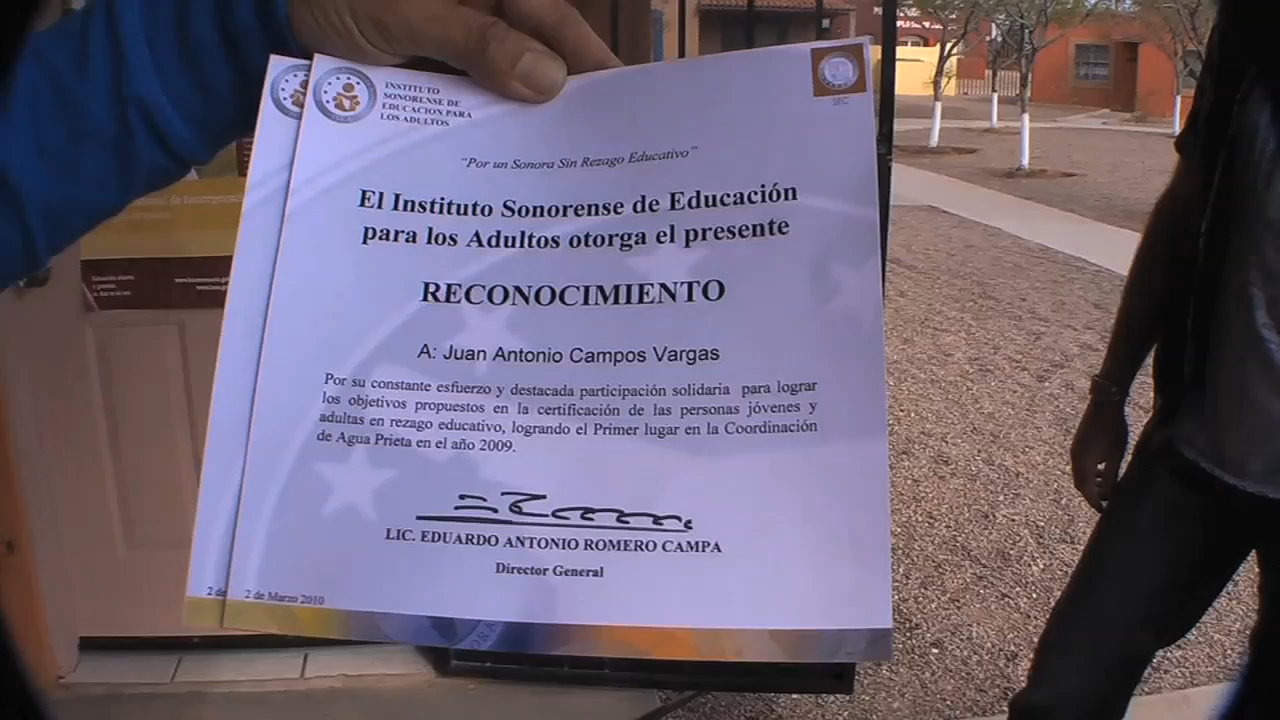 INSTITUTO
SONORENSE DE
EDUCACION PARA
LOS ADULTOS
SEC
"Por un Sonora Sin Rezago Educativo"
El Instituto Sonorense de Educación
para los Adultos otorga el presente
RECONOCIMIENTO
A: Juan Antonio Campos Vargas
Por su constante esfuerzo y destacada participación solidaria para lograr
los objetivos propuestos en la certificación de las personas jóvenes y
adultas en rezago educativo, logrando el Primer lugar en la Coordinación
de Agua Prieta en el año 2009.
LIC. EDUARDO ANTONIO ROMERO CAMPA
Director General
2 de
2 de Marzo 2010